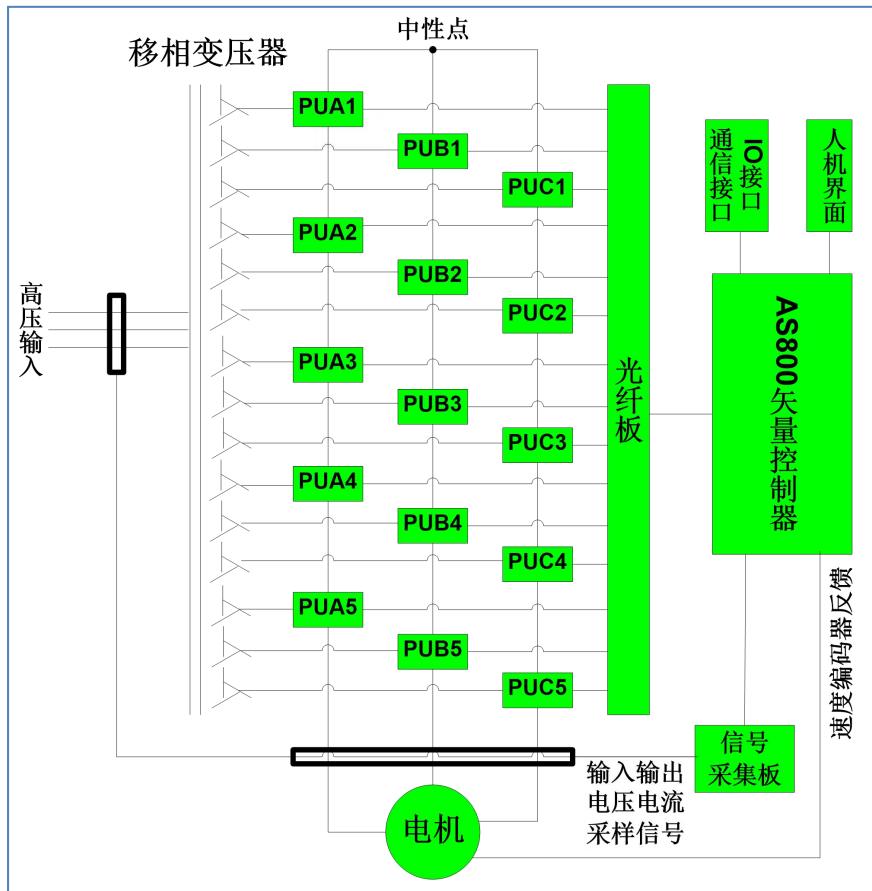 中性点
移相变压器
PUA1
PUB1
PUC1
PUA2
PUB2
PUC2
PUA3
PUB3
PUC3
PUA4
PUB4
PUC4
PUA5
PUB5
PUC5
高压输入
光纤板
IO接口
通信接口
人机界面
AS800矢量控制器
速度编码器反馈
信号
采集板
输入输出
电压电流
采样信号
电机